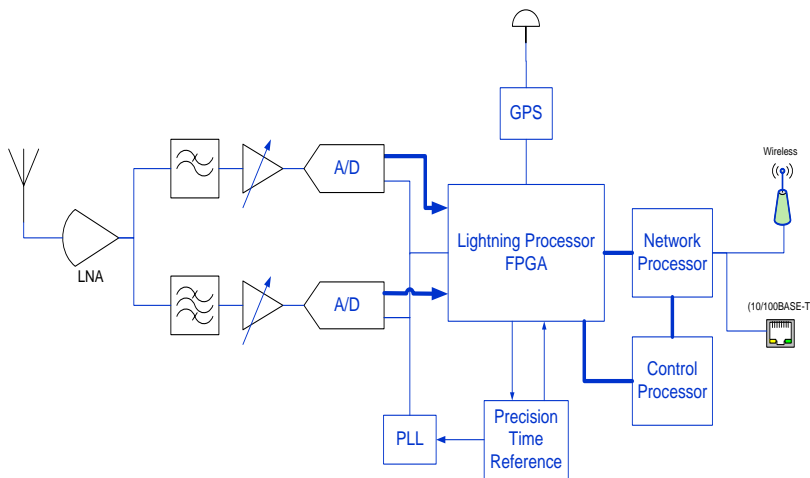 GPS
Wireless
A/D
LNA
Lightning Processor
FPGA
Network
Processor
A/D
(10/100BASE-T
Control
Processor
PLL
Precision
Time
Reference